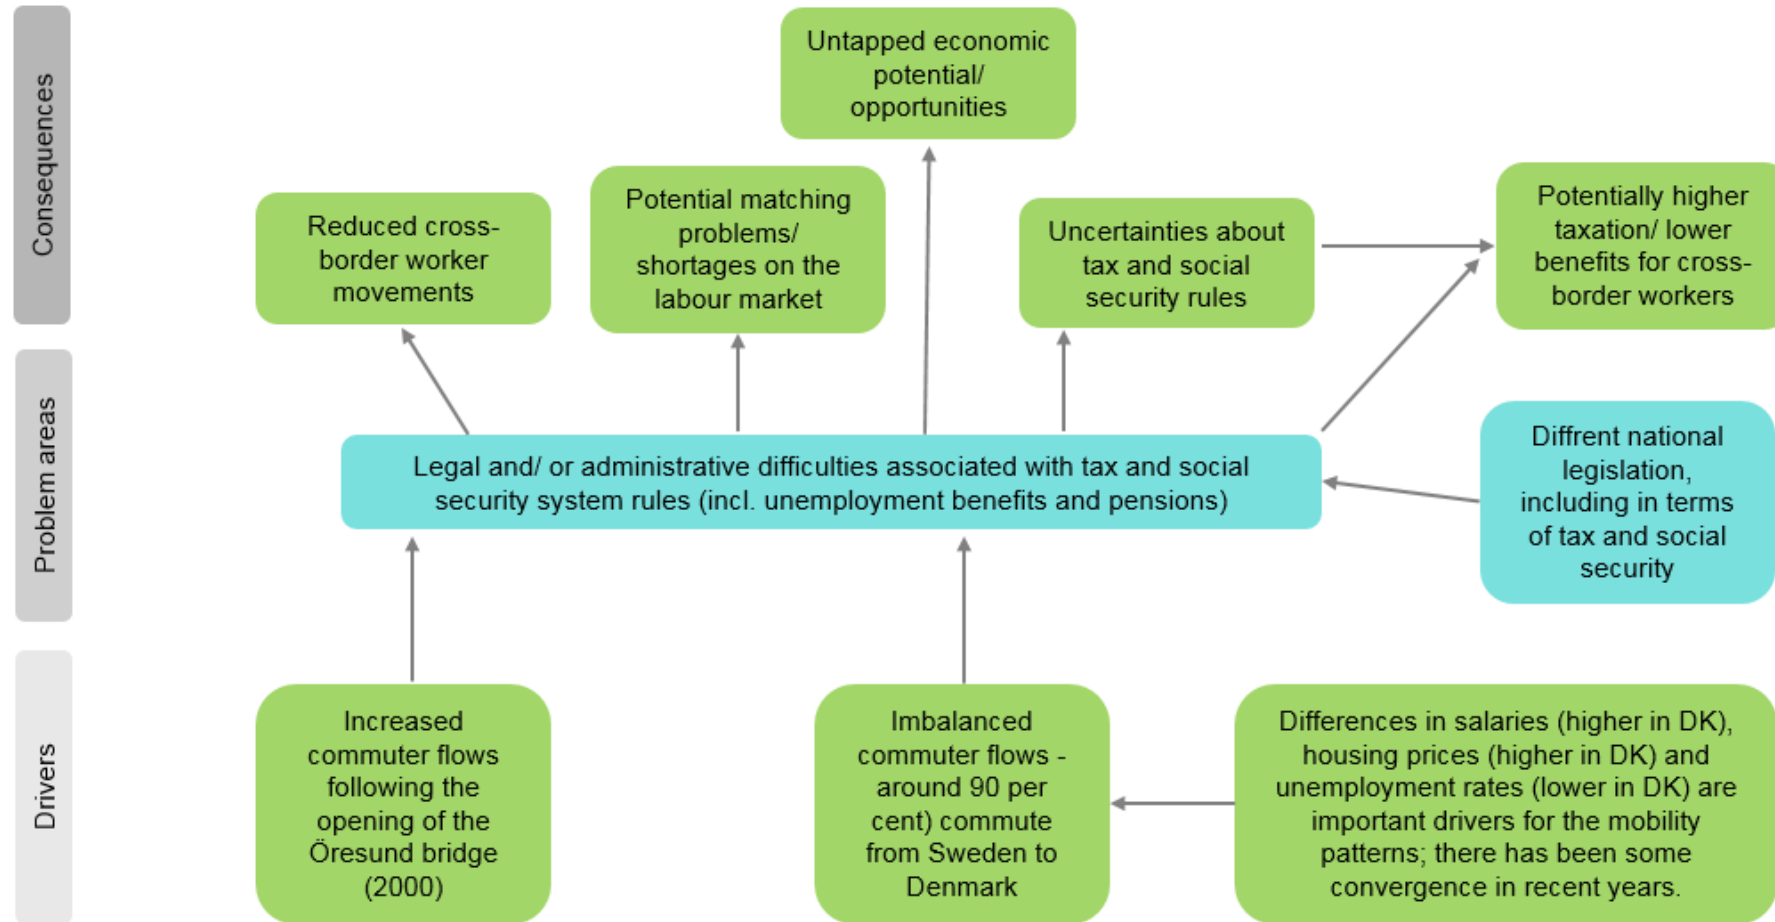 Consequences
Untapped economic
potential/
opportunities
Reduced cross-
border worker
movements
Potential matching
problems/
shortages on the
labour market
Uncertainties about
tax and social
security rules
Potentially higher
taxation/ lower
benefits for cross-
border workers
Problem areas
Legal and/ or administrative difficulties associated with tax and social
security system rules (incl. unemployment benefits and pensions)
Diffrent national
legislation,
including in terms
of tax and social
security
Drivers
Increased
commuter flows
following the
opening of the
Öresund bridge
(2000)
Imbalanced
commuter flows -
around 90 per
cent) commute
from Sweden to
Denmark
Differences in salaries (higher in DK),
housing prices (higher in DK) and
unemployment rates (lower in DK) are
important drivers for the mobility
patterns; there has been some
convergence in recent years.